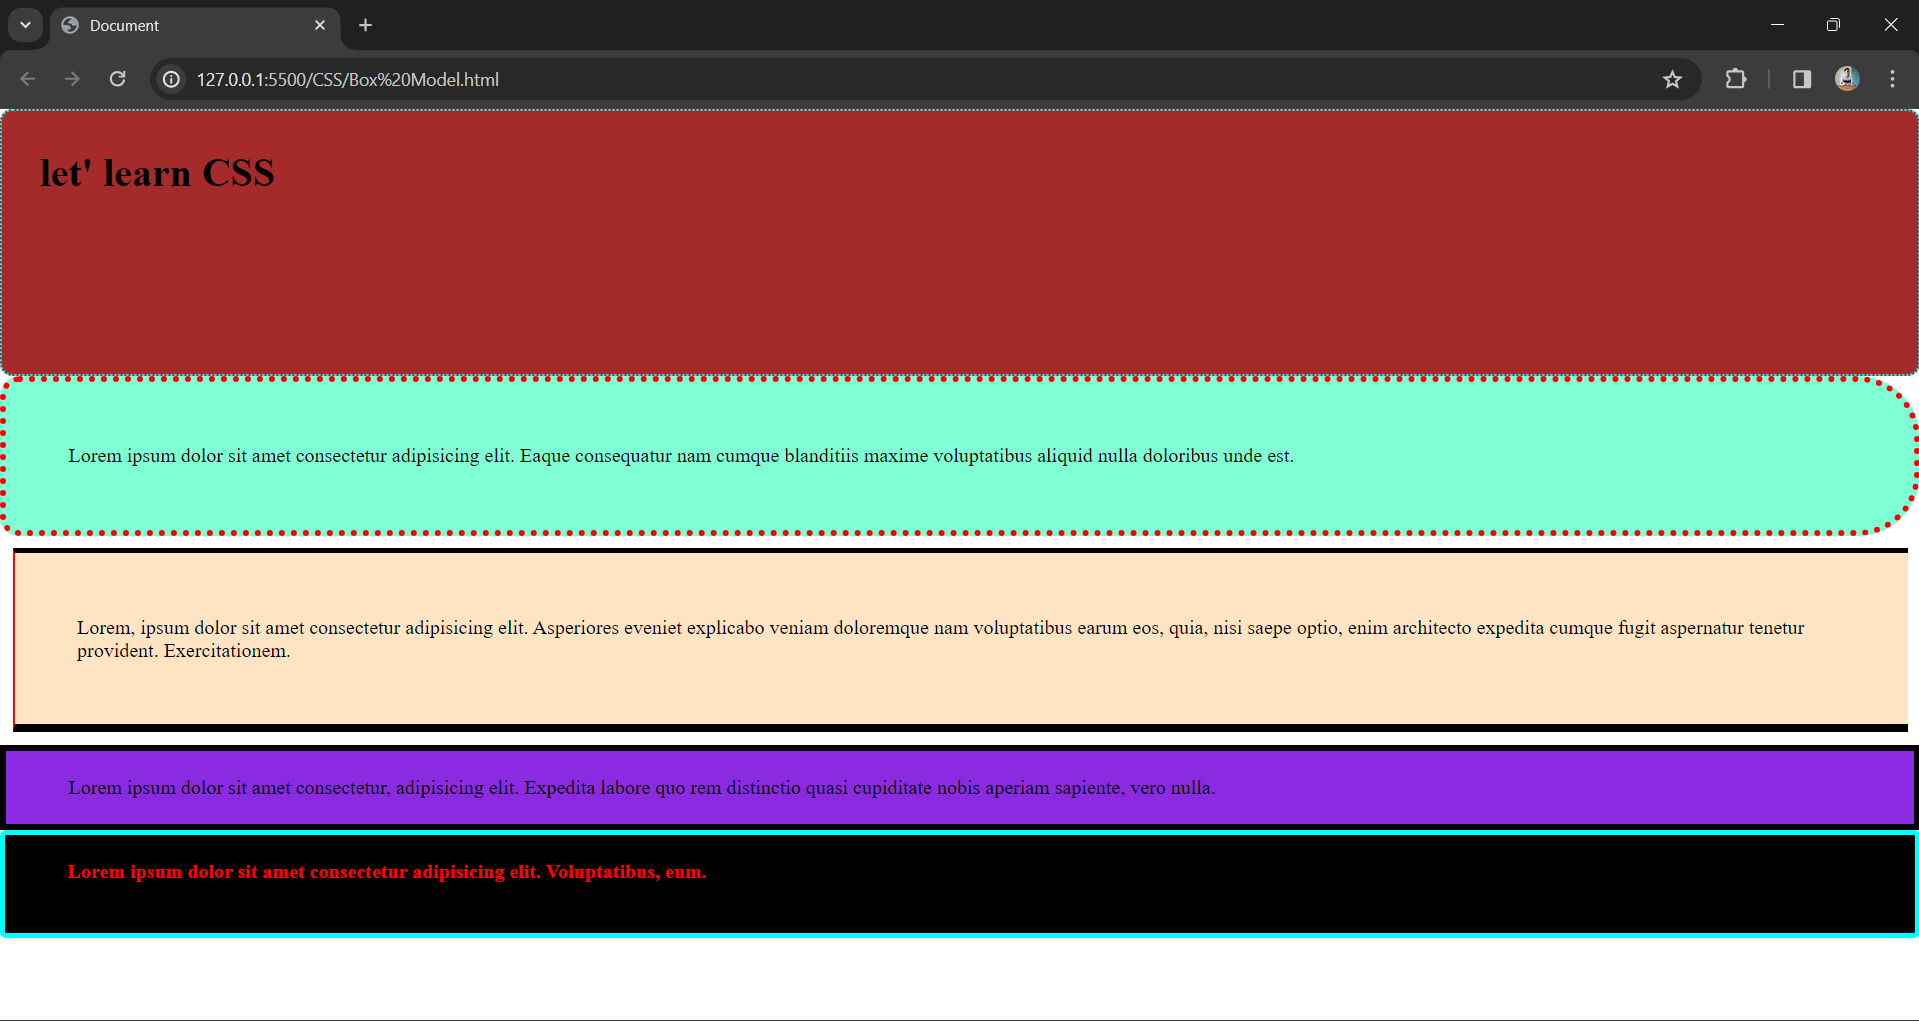 Document
127.0.0.1:5500/CSS/Box%20Model.html
let' learn CSS
Lorem ipsum dolor sit amet consectetur adipisicing elit. Eaque consequatur nam cumque blanditiis maxime voluptatibus aliquid nulla doloribus unde est.
Lorem, ipsum dolor sit amet consectetur adipisicing elit. Asperiores eveniet explicabo veniam doloremque nam voluptatibus earum eos, quia, nisi saepe optio, enim architecto expedita cumque fugit aspernatur tenetur
provident. Exercitationem.
Lorem ipsum dolor sit amet consectetur, adipisicing elit. Expedita labore quo rem distinctio quasi cupiditate nobis aperiam sapiente, vero nulla.
Lorem ipsum dolor sit amet consectetur adipisicing elit. Voluptatibus, eum.